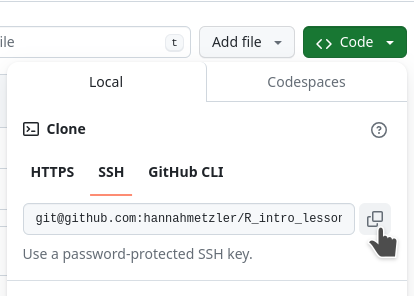 ile t Add file <> Code
Local Codespaces
Clone
HTTPS SSH GitHub CLI
git@github.com:hannahmetzler/R_intro_lessor
Use a password-protected SSH key.